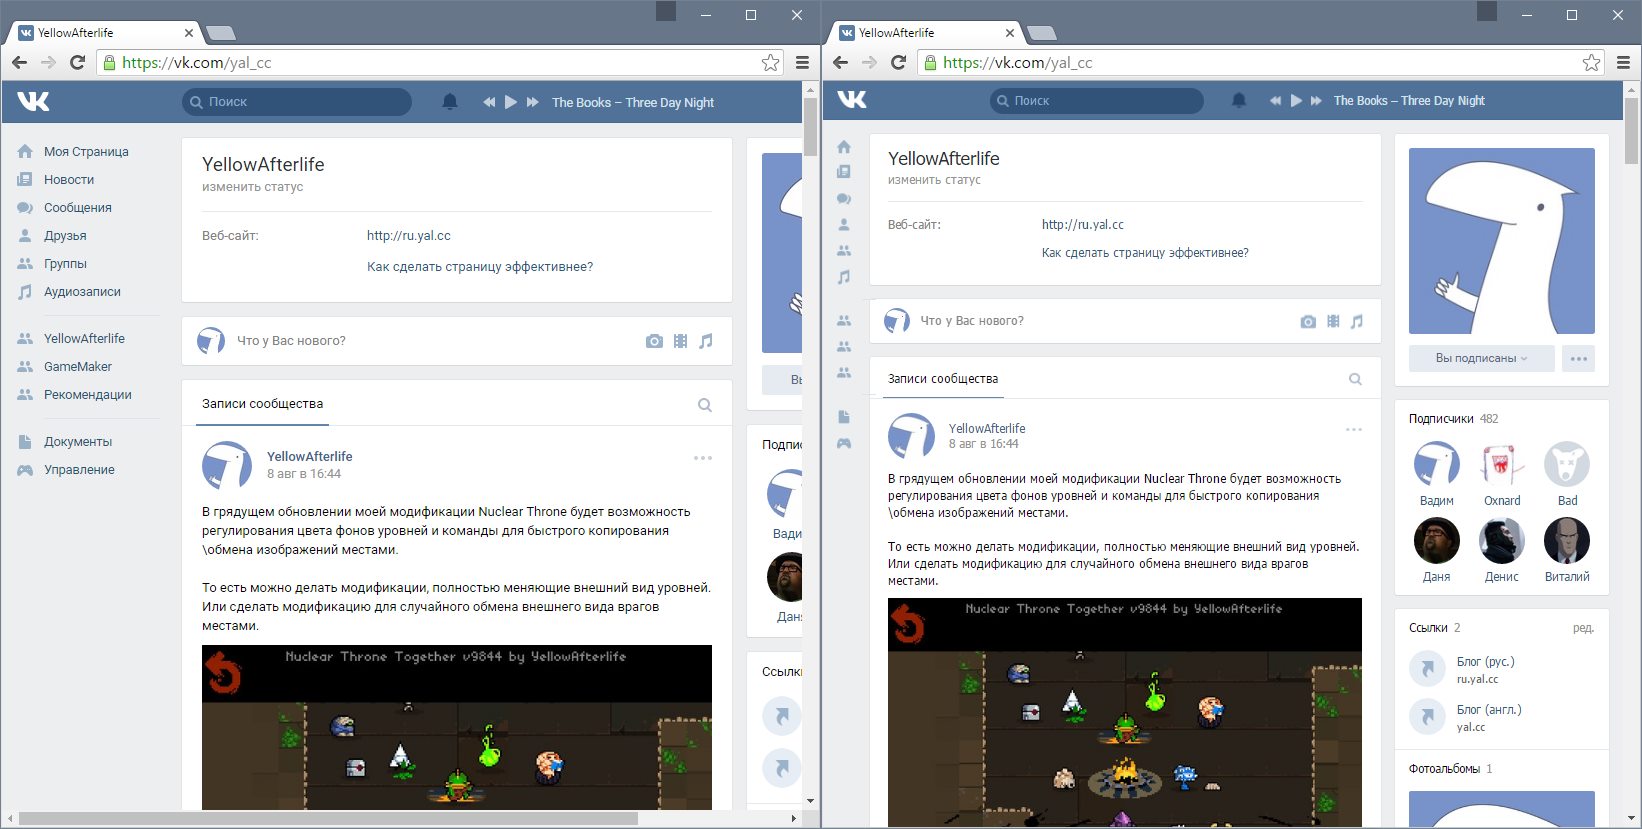 YellowAfterlife
https://vk.com/yal_cc
Поиск
The Books – Three Day Night
Моя Страница
Новости
Сообщения
Друзья
Группы
Аудиозаписи
YellowAfterlife
GameMaker
Рекомендации
Документы
Управление
YellowAfterlife
изменить статус
Веб-сайт:
http://ru.yal.cc
Как сделать страницу эффективнее?
Что у Вас нового?
Записи сообщества
YellowAfterlife
8 авг в 16:44
В грядущем обновлении моей модификации Nuclear Throne будет возможность
регулирования цвета фонов уровней и команды для быстрого копирования
\обмена изображений местами.
То есть можно делать модификации, полностью меняющие внешний вид уровней.
Или сделать модификацию для случайного обмена внешнего вида врагов
местами.
Nuclear Throne Together v9844 by YellowAfterlife
Вы
Подпис
Вади
Даня
Ссылки
YellowAfterlife
https://vk.com/yal_cc
Поиск
The Books – Three Day Night
YellowAfterlife
изменить статус
Веб-сайт:
http://ru.yal.cc
Как сделать страницу эффективнее?
Что у Вас нового?
Записи сообщества
YellowAfterlife
8 авг в 16:44
В грядущем обновлении моей модификации Nuclear Throne будет возможность
регулирования цвета фонов уровней и команды для быстрого копирования
\обмена изображений местами.
То есть можно делать модификации, полностью меняющие внешний вид уровней.
Или сделать модификацию для случайного обмена внешнего вида врагов
местами.
Nuclear Throne Together v9844 by YellowAfterlife
Вы подписаны
Подписчики 482
Вадим
Oxnard
Bad
Даня
Денис
Виталий
Ссылки 2
ред.
Блог (рус.)
ru.yal.cc
Блог (англ.)
yal.cc
Фотоальбомы 1